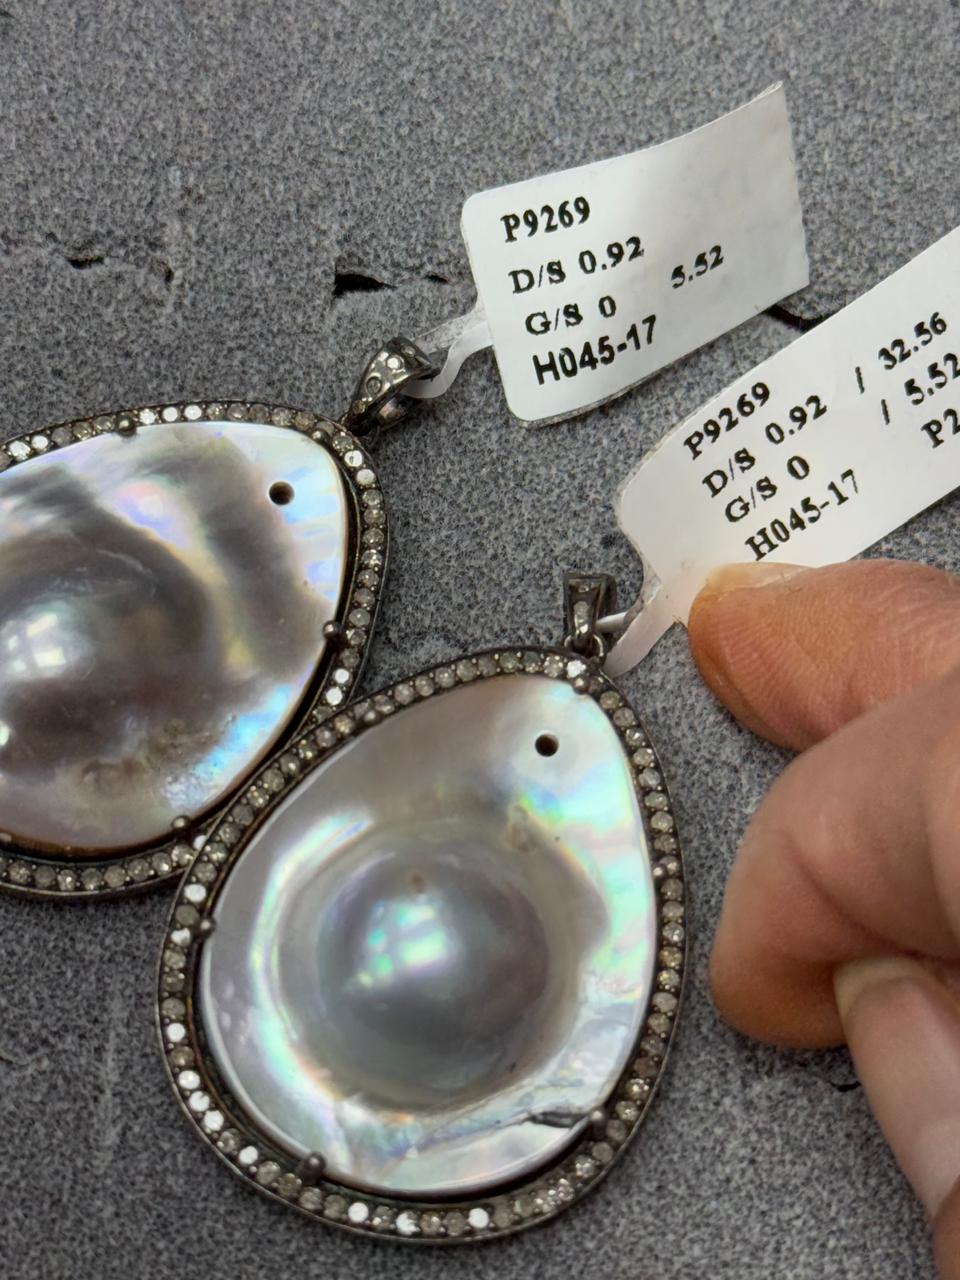 P9269
D/S 0.92
G/S 0 5.52
H045-17
P9269
D/S 0.92 / 32.56
G/S 0 / 5.52
H045-17